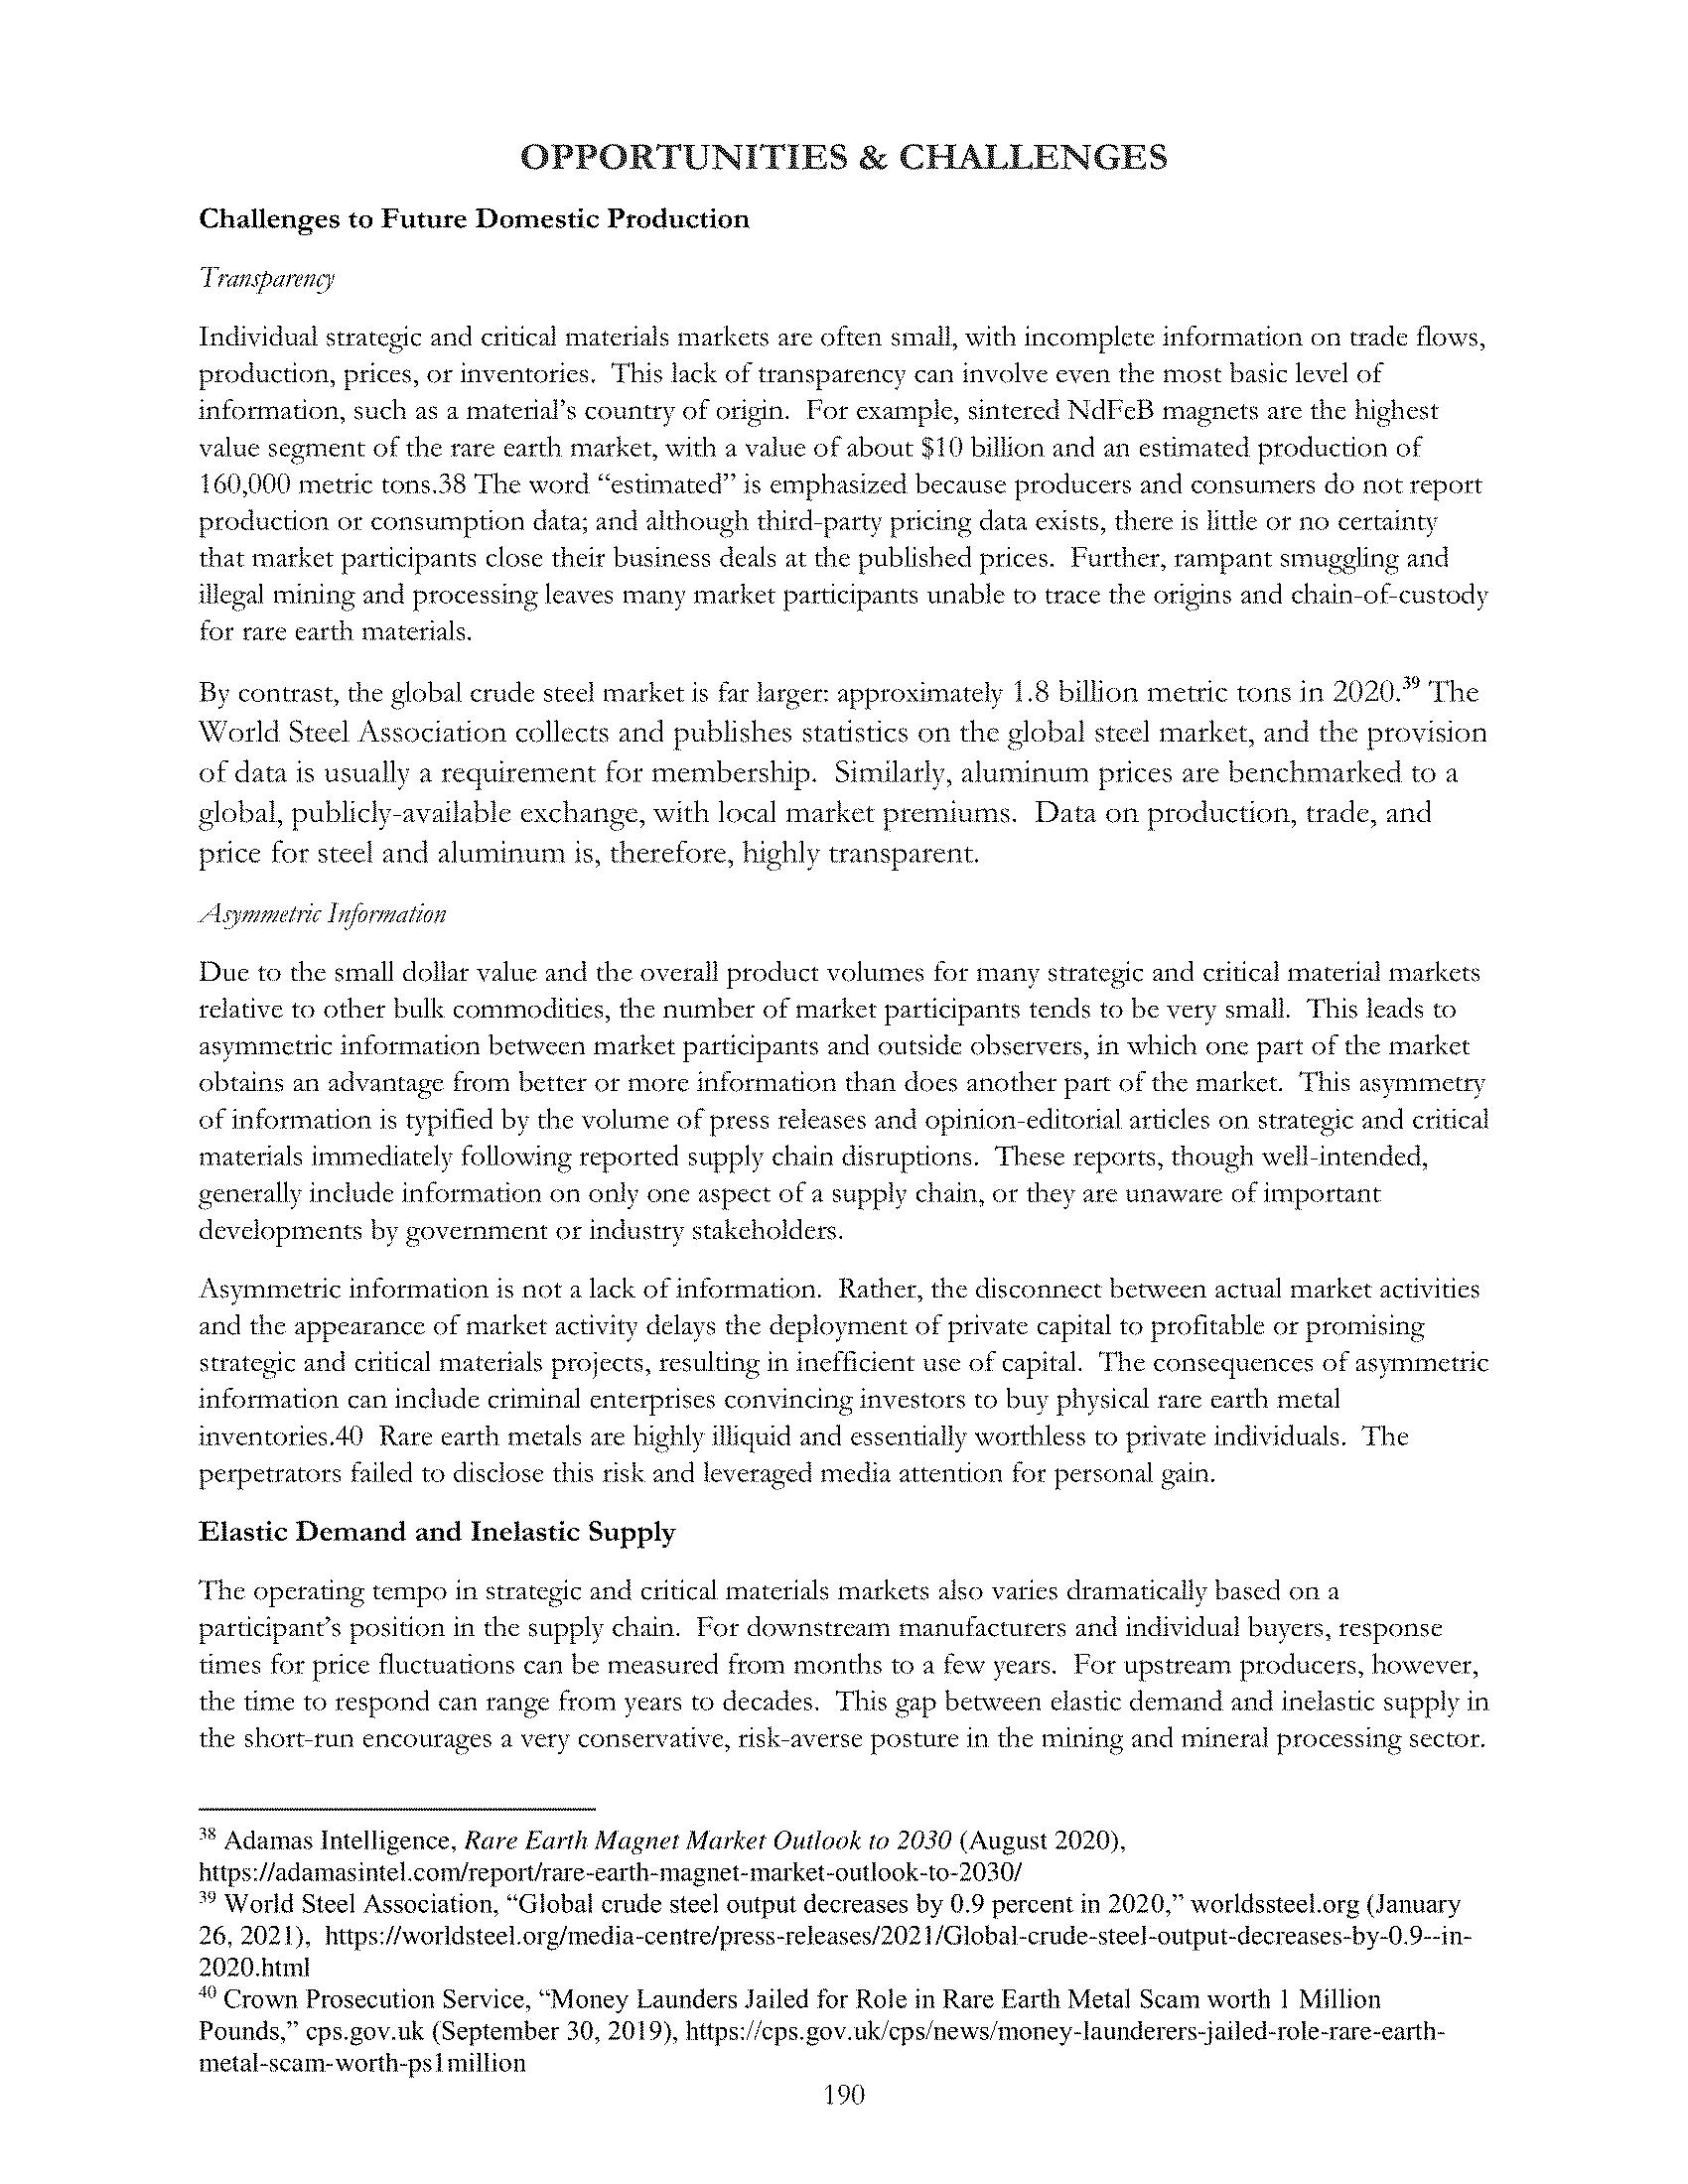 OPPORTUNITIES & CHALLENGES
Challenges to Future Domestic Production
Transparency
Individual strategic and critical materials markets are often small, with incomplete information on trade flows,
production, prices, or inventories. This lack of transparency can involve even the most basic level of
information, such as a material's country of origin. For example, sintered NdFeB magnets are the highest
value segment of the rare earth market, with a value of about $10 billion and an estimated production of
160,000 metric tons.38 The word “estimated” is emphasized because producers and consumers do not report
production or consumption data; and although third-party pricing data exists, there is little or no certainty
that market participants close their business deals at the published prices. Further, rampant smuggling and
illegal mining and processing leaves many market participants unable to trace the origins and chain-of-custody
for rare earth materials.
By contrast, the global crude steel market is far larger: approximately 1.8 billion metric tons in 2020.39 The
World Steel Association collects and publishes statistics on the global steel market, and the provision
of data is usually a requirement for membership. Similarly, aluminum prices are benchmarked to a
global, publicly-available exchange, with local market premiums. Data on production, trade, and
price for steel and aluminum is, therefore, highly transparent.
Asymmetric Information
Due to the small dollar value and the overall product volumes for many strategic and critical material markets
relative to other bulk commodities, the number of market participants tends to be very small. This leads to
asymmetric information between market participants and outside observers, in which one part of the market
obtains an advantage from better or more information than does another part of the market. This asymmetry
of information is typified by the volume of press releases and opinion-editorial articles on strategic and critical
materials immediately following reported supply chain disruptions. These reports, though well-intended,
generally include information on only one aspect of a supply chain, or they are unaware of important
developments by government or industry stakeholders.
Asymmetric information is not a lack of information. Rather, the disconnect between actual market activities
and the appearance of market activity delays the deployment of private capital to profitable or promising
strategic and critical materials projects, resulting in inefficient use of capital. The consequences of asymmetric
information can include criminal enterprises convincing investors to buy physical rare earth metal
inventories.40 Rare earth metals are highly illiquid and essentially worthless to private individuals. The
perpetrators failed to disclose this risk and leveraged media attention for personal gain.
Elastic Demand and Inelastic Supply
The operating tempo in strategic and critical materials markets also varies dramatically based on a
participant's position in the supply chain. For downstream manufacturers and individual buyers, response
times for price fluctuations can be measured from months to a few years. For upstream producers, however,
the time to respond can range from years to decades. This gap between elastic demand and inelastic supply in
the short-run encourages a very conservative, risk-averse posture in the mining and mineral processing sector.
38 Adamas Intelligence, Rare Earth Magnet Market Outlook to 2030 (August 2020),
https://adamasintel.com/report/rare-earth-magnet-market-outlook-to-2030/
39 World Steel Association, “Global crude steel output decreases by 0.9 percent in 2020,” worldssteel.org (January
26, 2021), https://worldsteel.org/media-centre/press-releases/2021/Global-crude-steel-output-decreases-by-0.9--in-
2020.html
40 Crown Prosecution Service, “Money Launders Jailed for Role in Rare Earth Metal Scam worth 1 Million
Pounds,” cps.gov.uk (September 30, 2019), https://cps.gov.uk/cps/news/money-launderers-jailed-role-rare-earth-
metal-scam-worth-ps1million
190